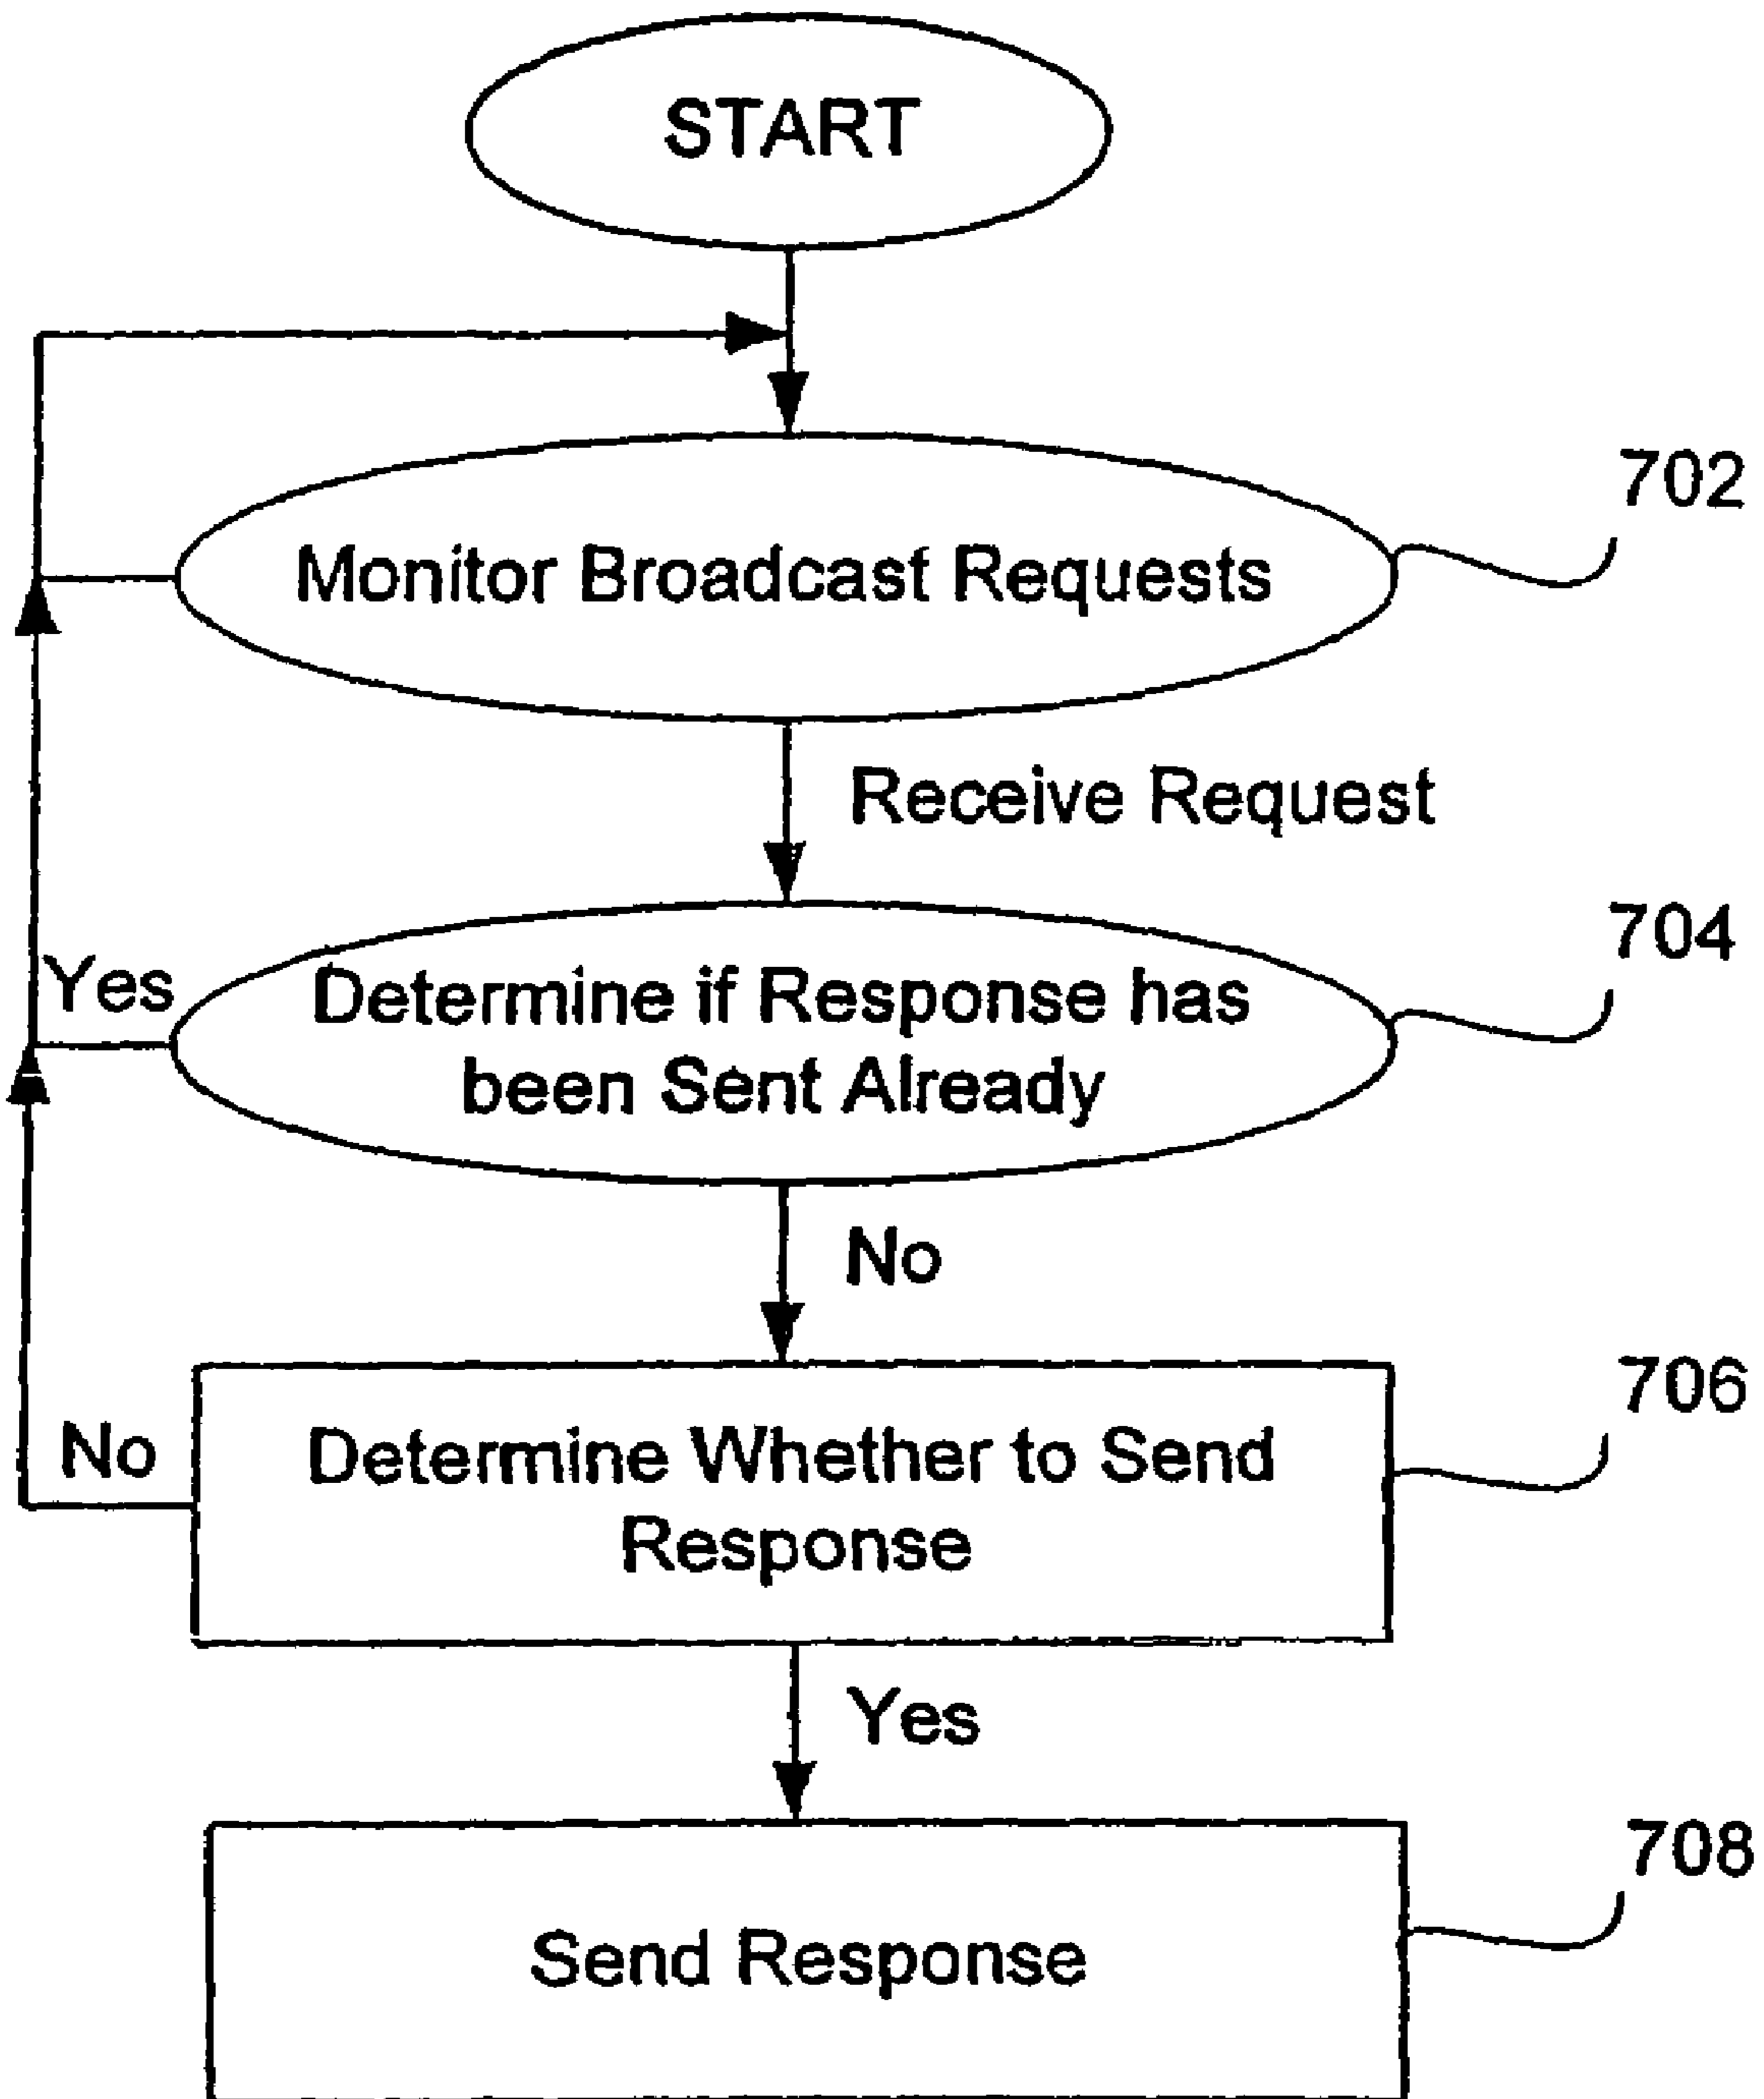 START
702
Monitor Broadcast Requests
Receive Request
704
Yes
Determine if Response has
been Sent Already
No
706
No
Determine Whether to Send
Response
Yes
708
Send Response